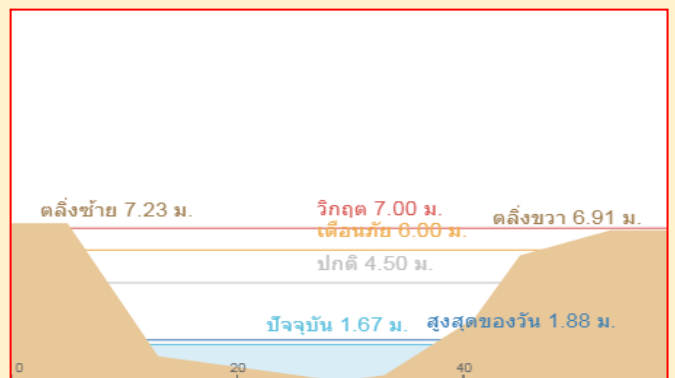 ตลิ่งซ้าย 7.23 ม.
วิกฤต 7.00 ม.
ตลิ่งขวา 6.91 ม.
เตือนภัย 6.00 ม.
ปกติ 4.50 ม.
ปัจจุบัน 1.67 ม.
สูงสุดของวัน 1.88 ม.
0 20 40